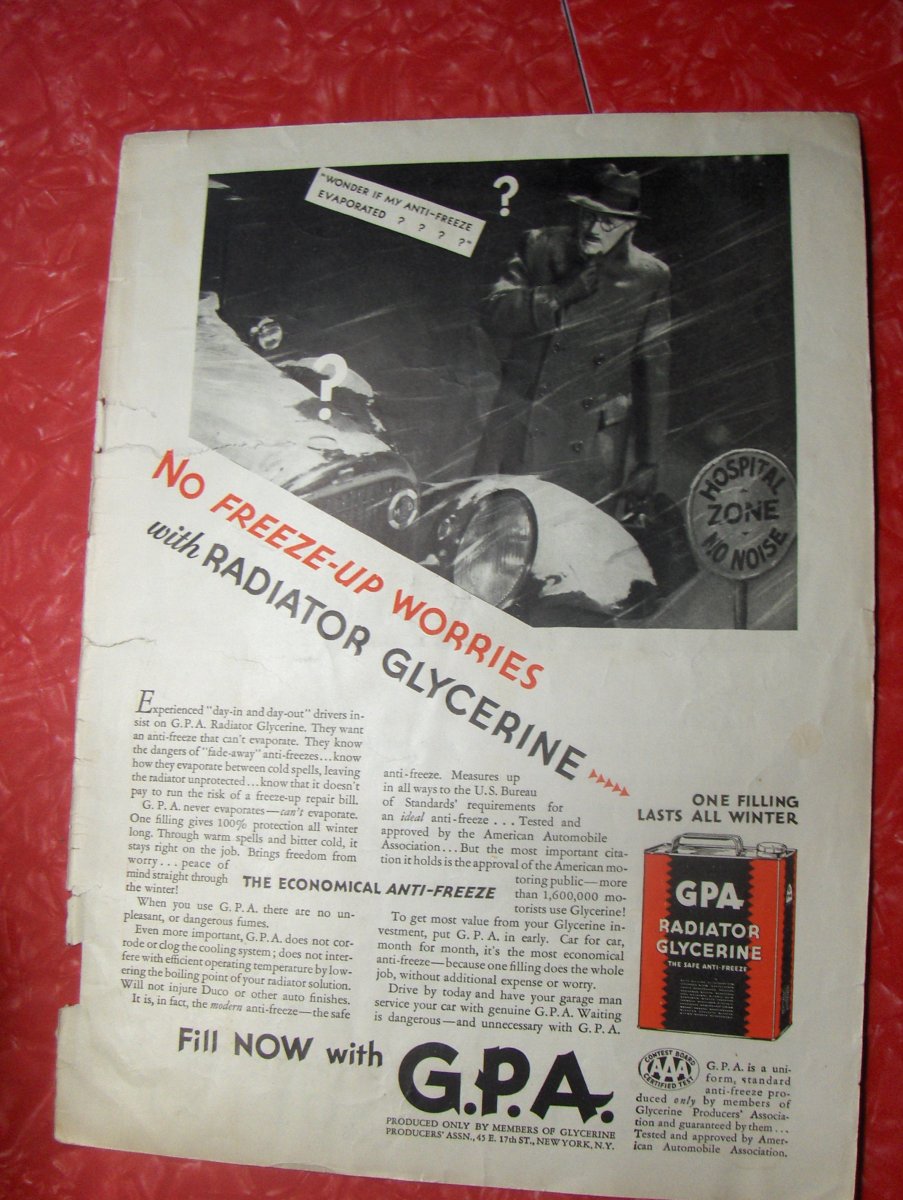 "WONDER IF MY ANTI-FREEZE
EVAPORATED ? ? ? ?"
?
?
HOSPITAL
ZONE
NO NOISE
NO FREEZE-UP WORRIES
with RADIATOR GLYCERINE
Experienced "day-in and day-out" drivers in-
sist on G.P.A. Radiator Glycerine. They want
an anti-freeze that can't evaporate. They know
the dangers of "fade-away" anti-freezes...know
how they evaporate between cold spells, leaving
the radiator unprotected...know that it doesn't
pay to run the risk of a freeze-up repair bill.
G. P. A. never evaporates—can't evaporate.
One filling gives 100% protection all winter
long. Through warm spells and bitter cold, it
stays right on the job. Brings freedom from
worry... peace of
mind straight through
the winter!
THE ECONOMICAL ANTI-FREEZE
When you use G. P. A. there are no un-
pleasant, or dangerous fumes.
Even more important, G. P. A. does not cor-
rode or clog the cooling system; does not inter-
fere with efficient operating temperature by low-
ering the boiling point of your radiator solution.
Will not injure Duco or other auto finishes.
It is, in fact, the modern anti-freeze—the safe
anti-freeze. Measures up
in all ways to the U.S. Bureau
of Standards' requirements for
an ideal anti-freeze . . . Tested and
approved by the American Automobile
Association...But the most important cita-
tion it holds is the approval of the American mo-
toring public—more
than 1,600,000 mo-
torists use Glycerine!
To get most value from your Glycerine in-
vestment, put G. P. A. in early. Car for car,
month for month, it's the most economical
anti-freeze—because one filling does the whole
job, without additional expense or worry.
Drive by today and have your garage man
service your car with genuine G.P.A. Waiting
is dangerous—and unnecessary with G. P. A.
ONE FILLING
LASTS ALL WINTER
GPA
RADIATOR
GLYCERINE
THE SAFE ANTI-FREEZE
Fill NOW with
G.P.A.
PRODUCED ONLY BY MEMBERS OF GLYCERINE
PRODUCERS' ASSN., 45 E. 17th ST., NEW YORK, N.Y.
CONTEST BOARD
AAA
CERTIFIED TEST
G. P. A. is a uni-
form, standard
anti-freeze pro-
duced only by members of
Glycerine Producers' Associa-
tion and guaranteed by them...
Tested and approved by Amer-
ican Automobile Association.